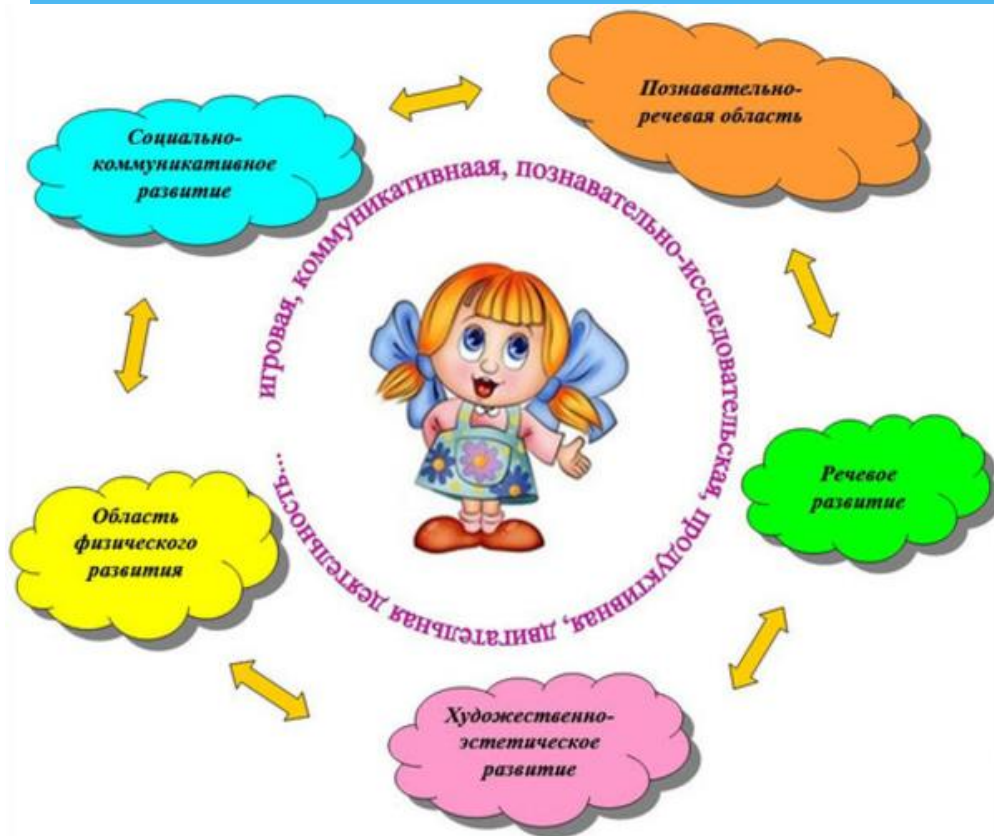 Социально-
коммуникативное
развитие
Познавательно-
речевая область
игровая, коммуникативнаая, познавательно-исследовательская, продуктивная, двигательная деятельность...
Речевое
развитие
Область
физического
развития
Художественно-
эстетическое
развитие